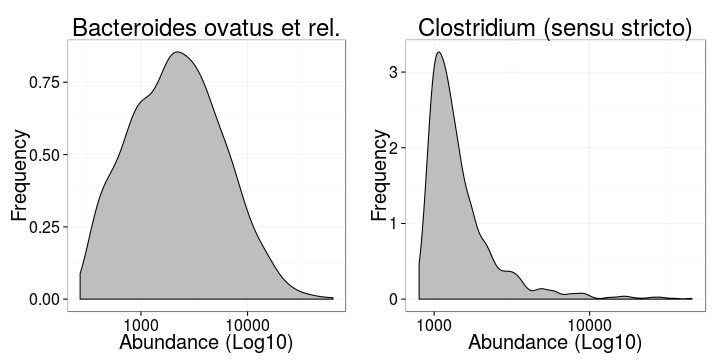 Bacteroides ovatus et rel.
Frequency
0.75
0.50
0.25
0.00
1000 10000
Abundance (Log10)
Clostridium (sensu stricto)
Frequency
3
2
1
0
1000 10000
Abundance (Log10)